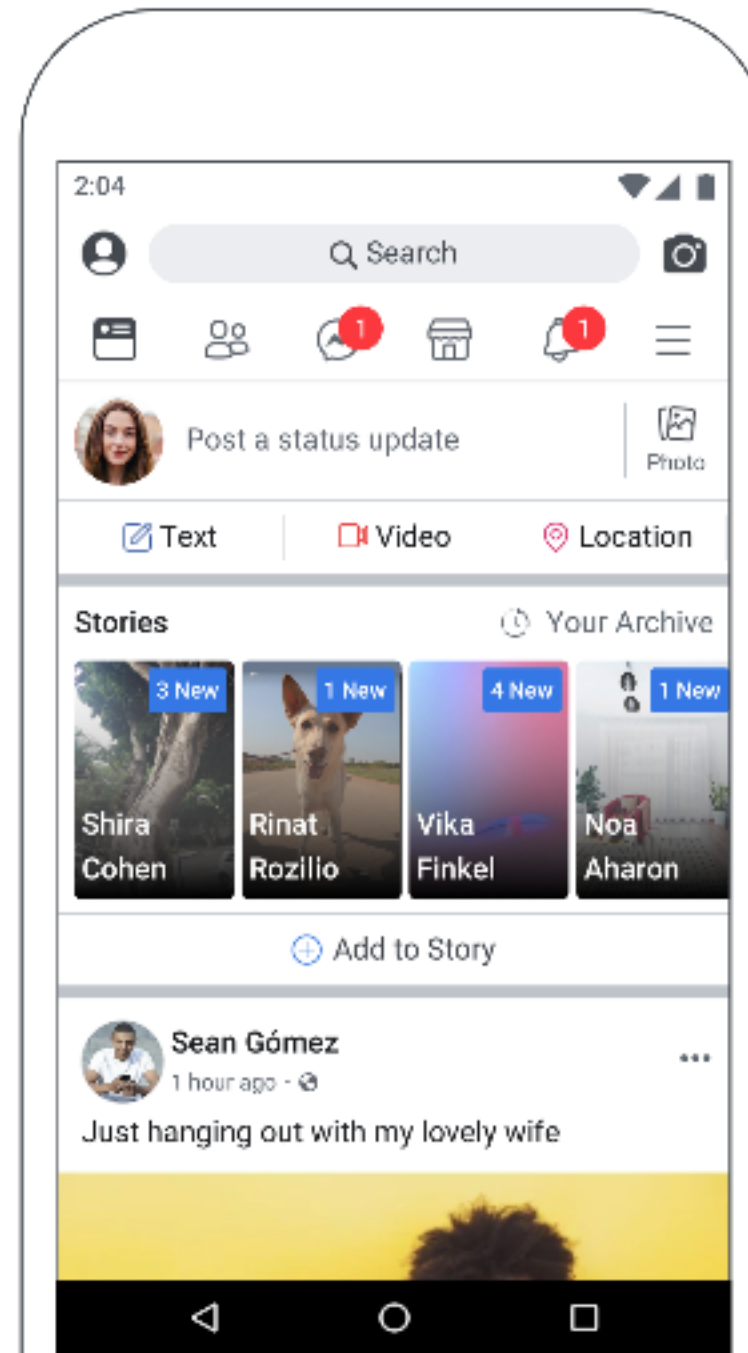 2:04
Search
1
1
Post a status update
Photo
Text
Video
Location
Stories
Your Archive
3 New
1 New
4 New
1 New
Shira
Cohen
Rinat
Rozilio
Vika
Finkel
Noa
Aharon
Add to Story
Sean Gómez
1 hour ago -
Just hanging out with my lovely wife